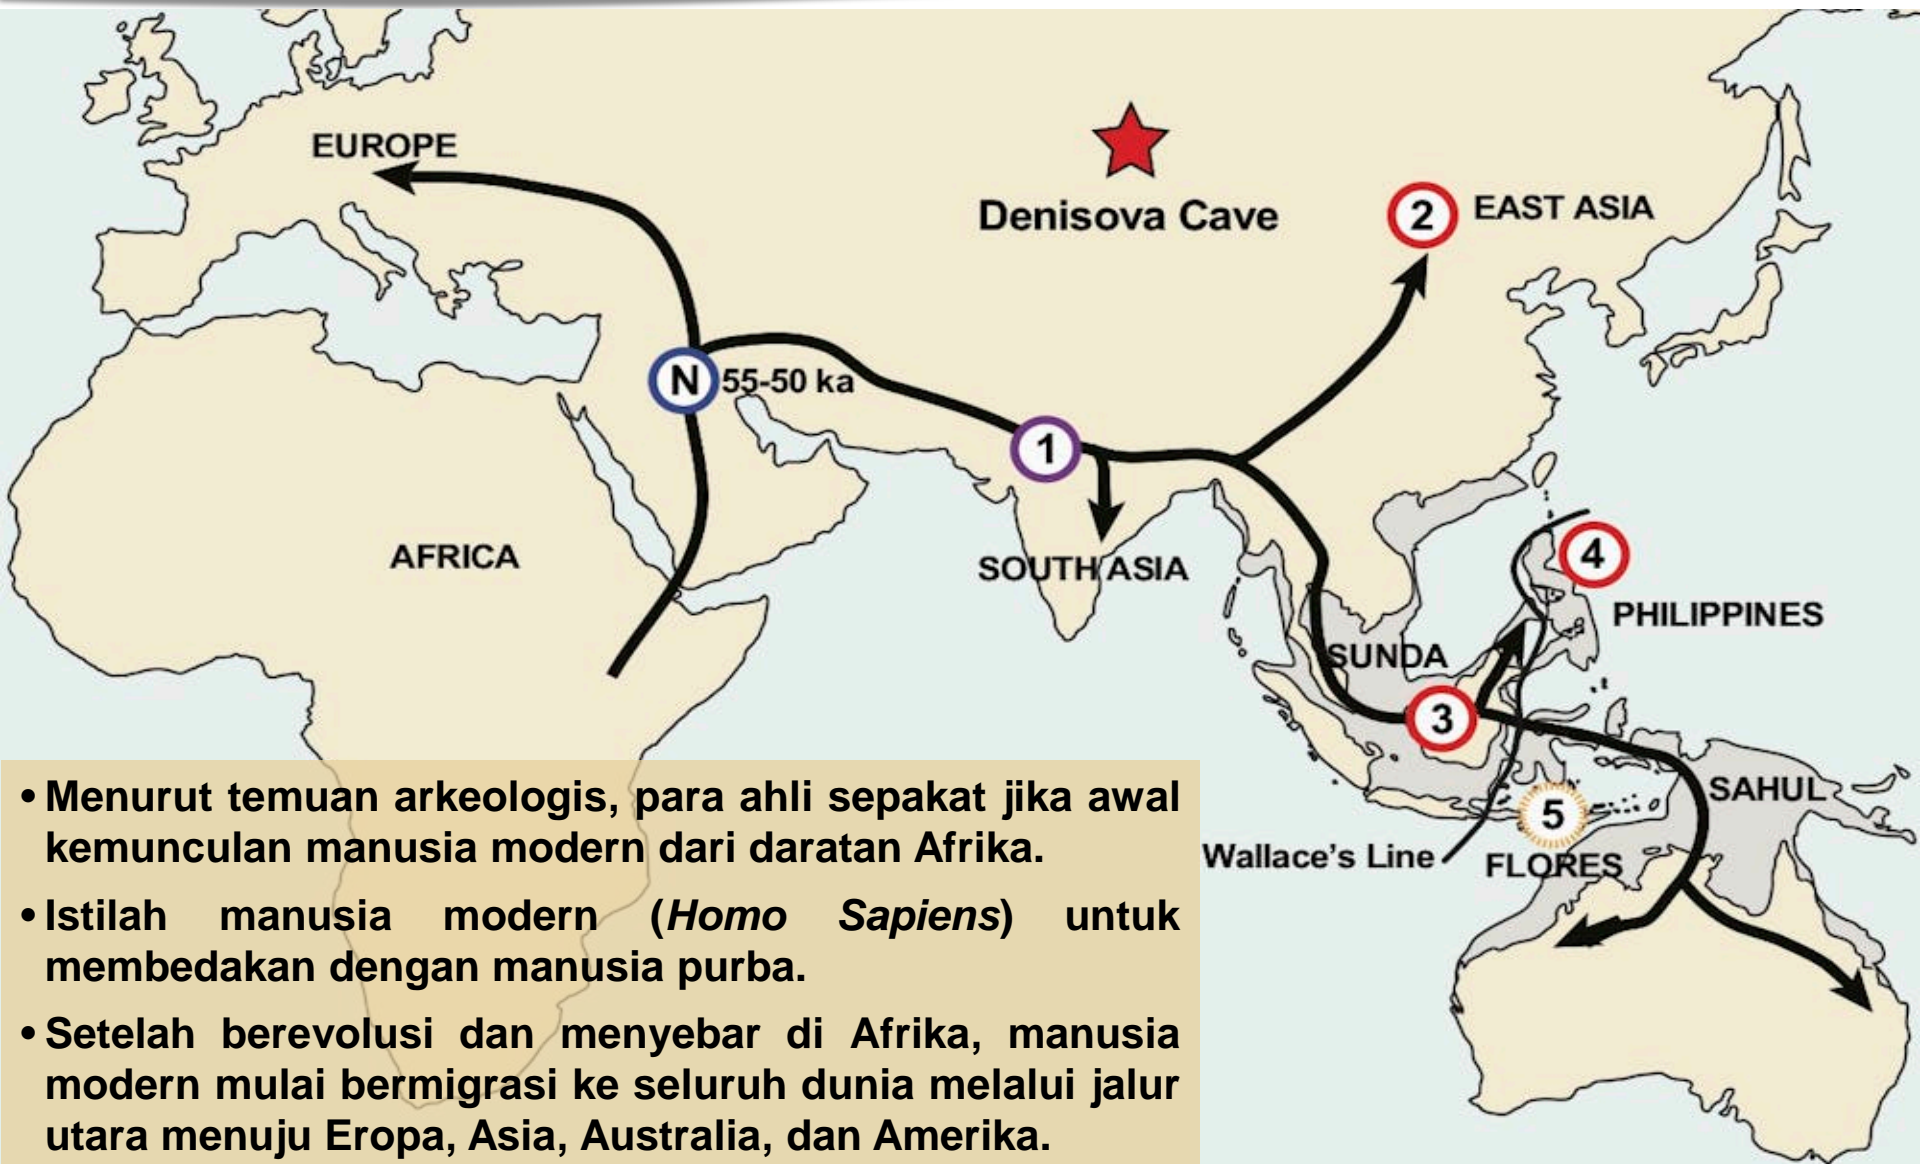 EUROPE
Denisova Cave
2
EAST ASIA
N
55-50 ka
1
AFRICA
SOUTH ASIA
4
PHILIPPINES
SUNDA
3
SAHUL
5
Wallace's Line
FLORES
• Menurut temuan arkeologis, para ahli sepakat jika awal
kemunculan manusia modern dari daratan Afrika.
• Istilah manusia modern (Homo Sapiens) untuk
membedakan dengan manusia purba.
• Setelah berevolusi dan menyebar di Afrika, manusia
modern mulai bermigrasi ke seluruh dunia melalui jalur
utara menuju Eropa, Asia, Australia, dan Amerika.